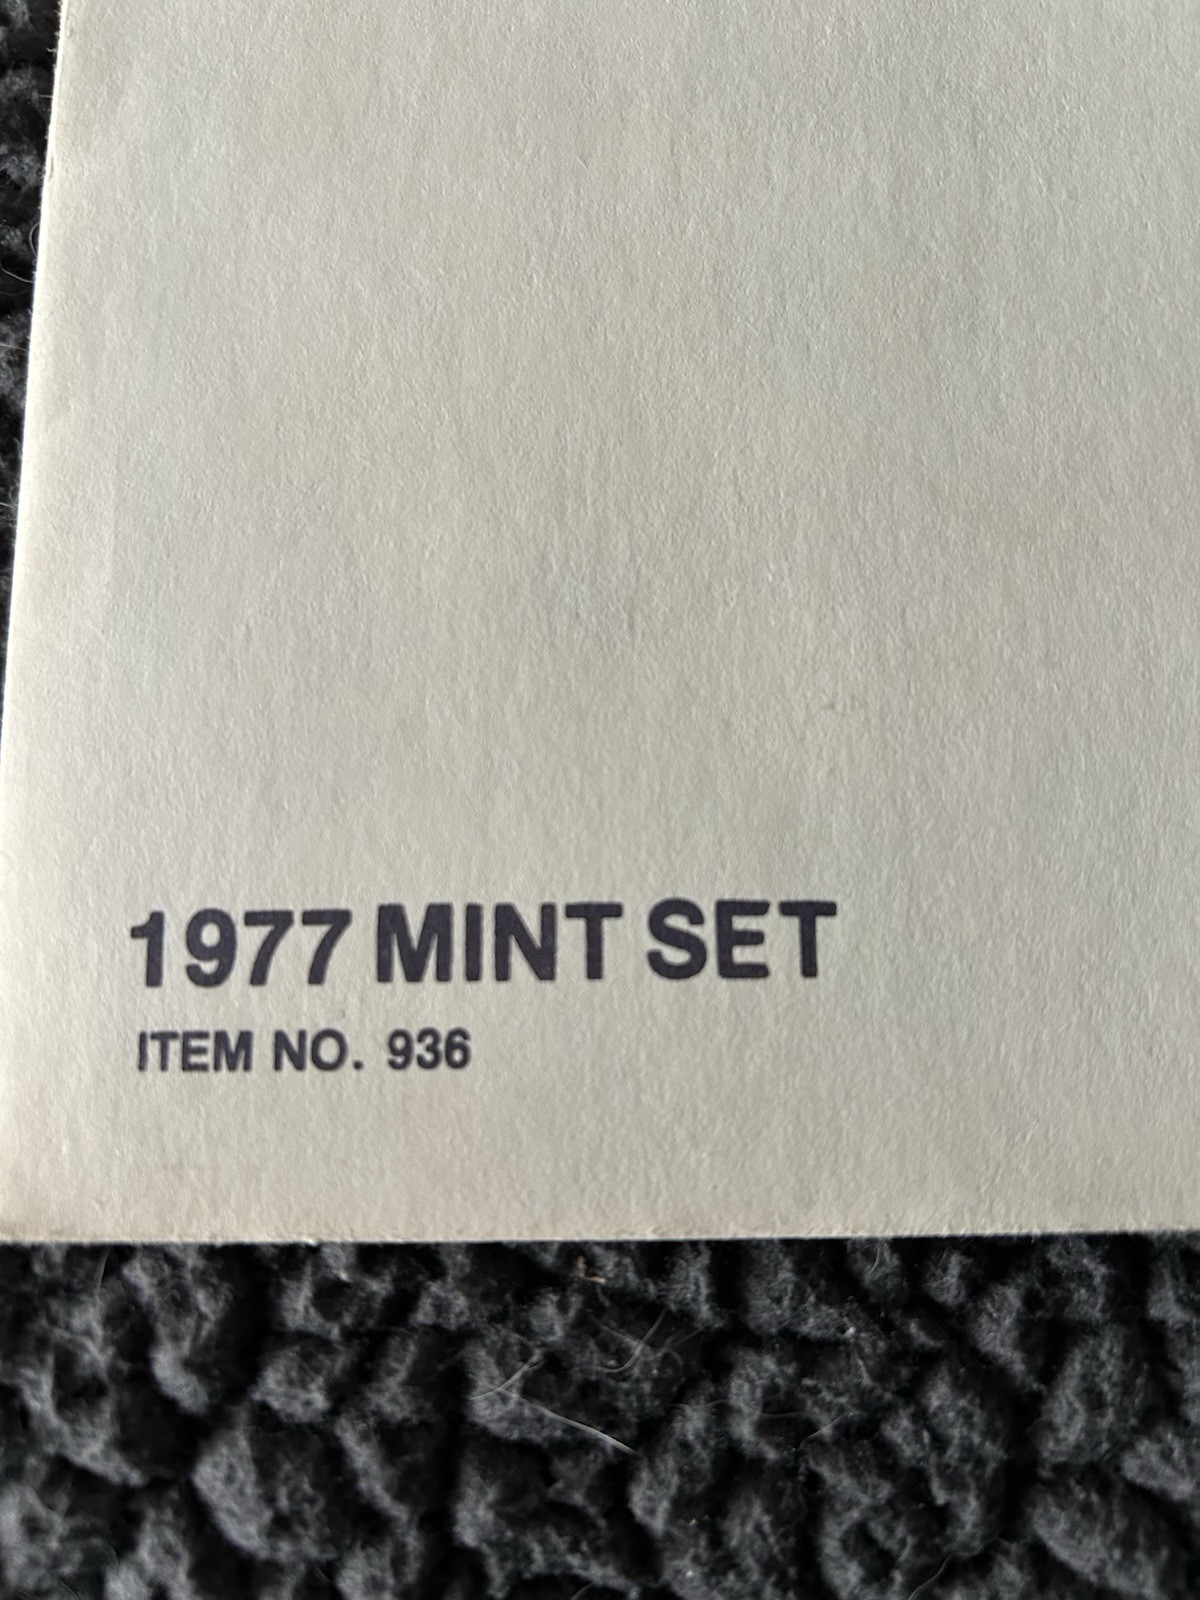 1977 MINT SET
ITEM NO. 936